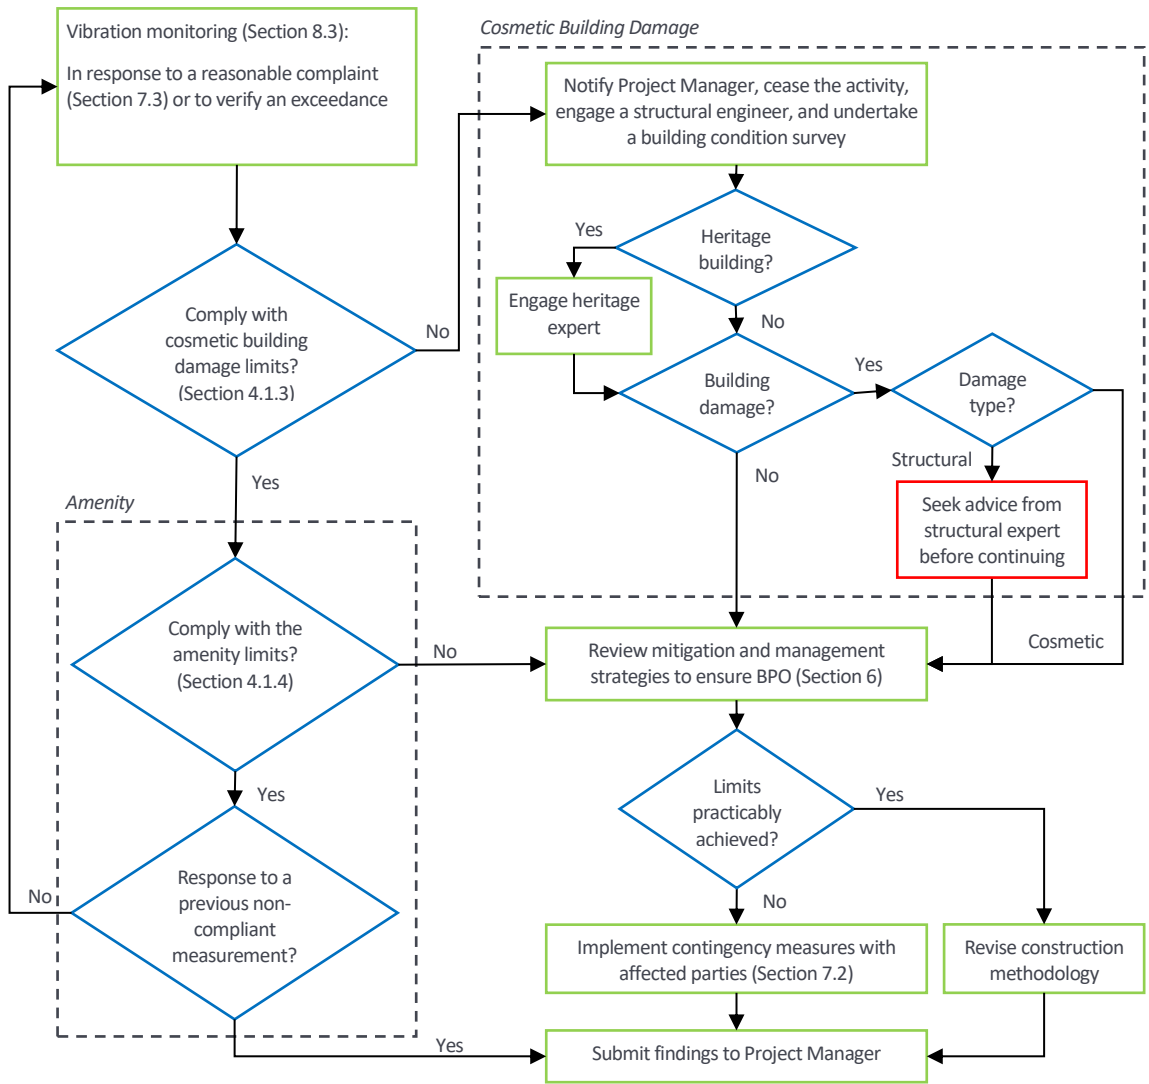 Vibration monitoring (Section 8.3):
In response to a reasonable complaint
(Section 7.3) or to verify an exceedance
Cosmetic Building Damage
Notify Project Manager, cease the activity,
engage a structural engineer, and undertake
a building condition survey
Heritage
building?
Yes
Engage heritage
expert
No
Comply with
cosmetic building
damage limits?
(Section 4.1.3)
No
Building
damage?
Yes
Damage
type?
Structural
Seek advice from
structural expert
before continuing
Cosmetic
No
Yes
Amenity
Comply with the
amenity limits?
(Section 4.1.4)
No
Review mitigation and management
strategies to ensure BPO (Section 6)
Yes
Limits
practicably
achieved?
Yes
No
Response to a
previous non-
compliant
measurement?
No
Implement contingency measures with
affected parties (Section 7.2)
Revise construction
methodology
Yes
Submit findings to Project Manager